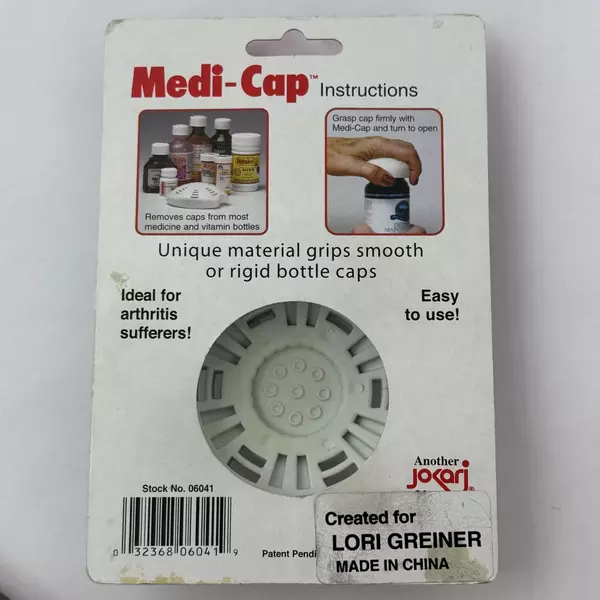 Medi-Cap™ Instructions
Removes caps from most
medicine and vitamin bottles
Grasp cap firmly with
Medi-Cap and turn to open
Unique material grips smooth
or rigid bottle caps
Ideal for
arthritis
sufferers!
Easy
to use!
Another
Jokari®
Stock No. 06041
0 32368 06041 9
Patent Pendi
Created for
LORI GREINER
MADE IN CHINA